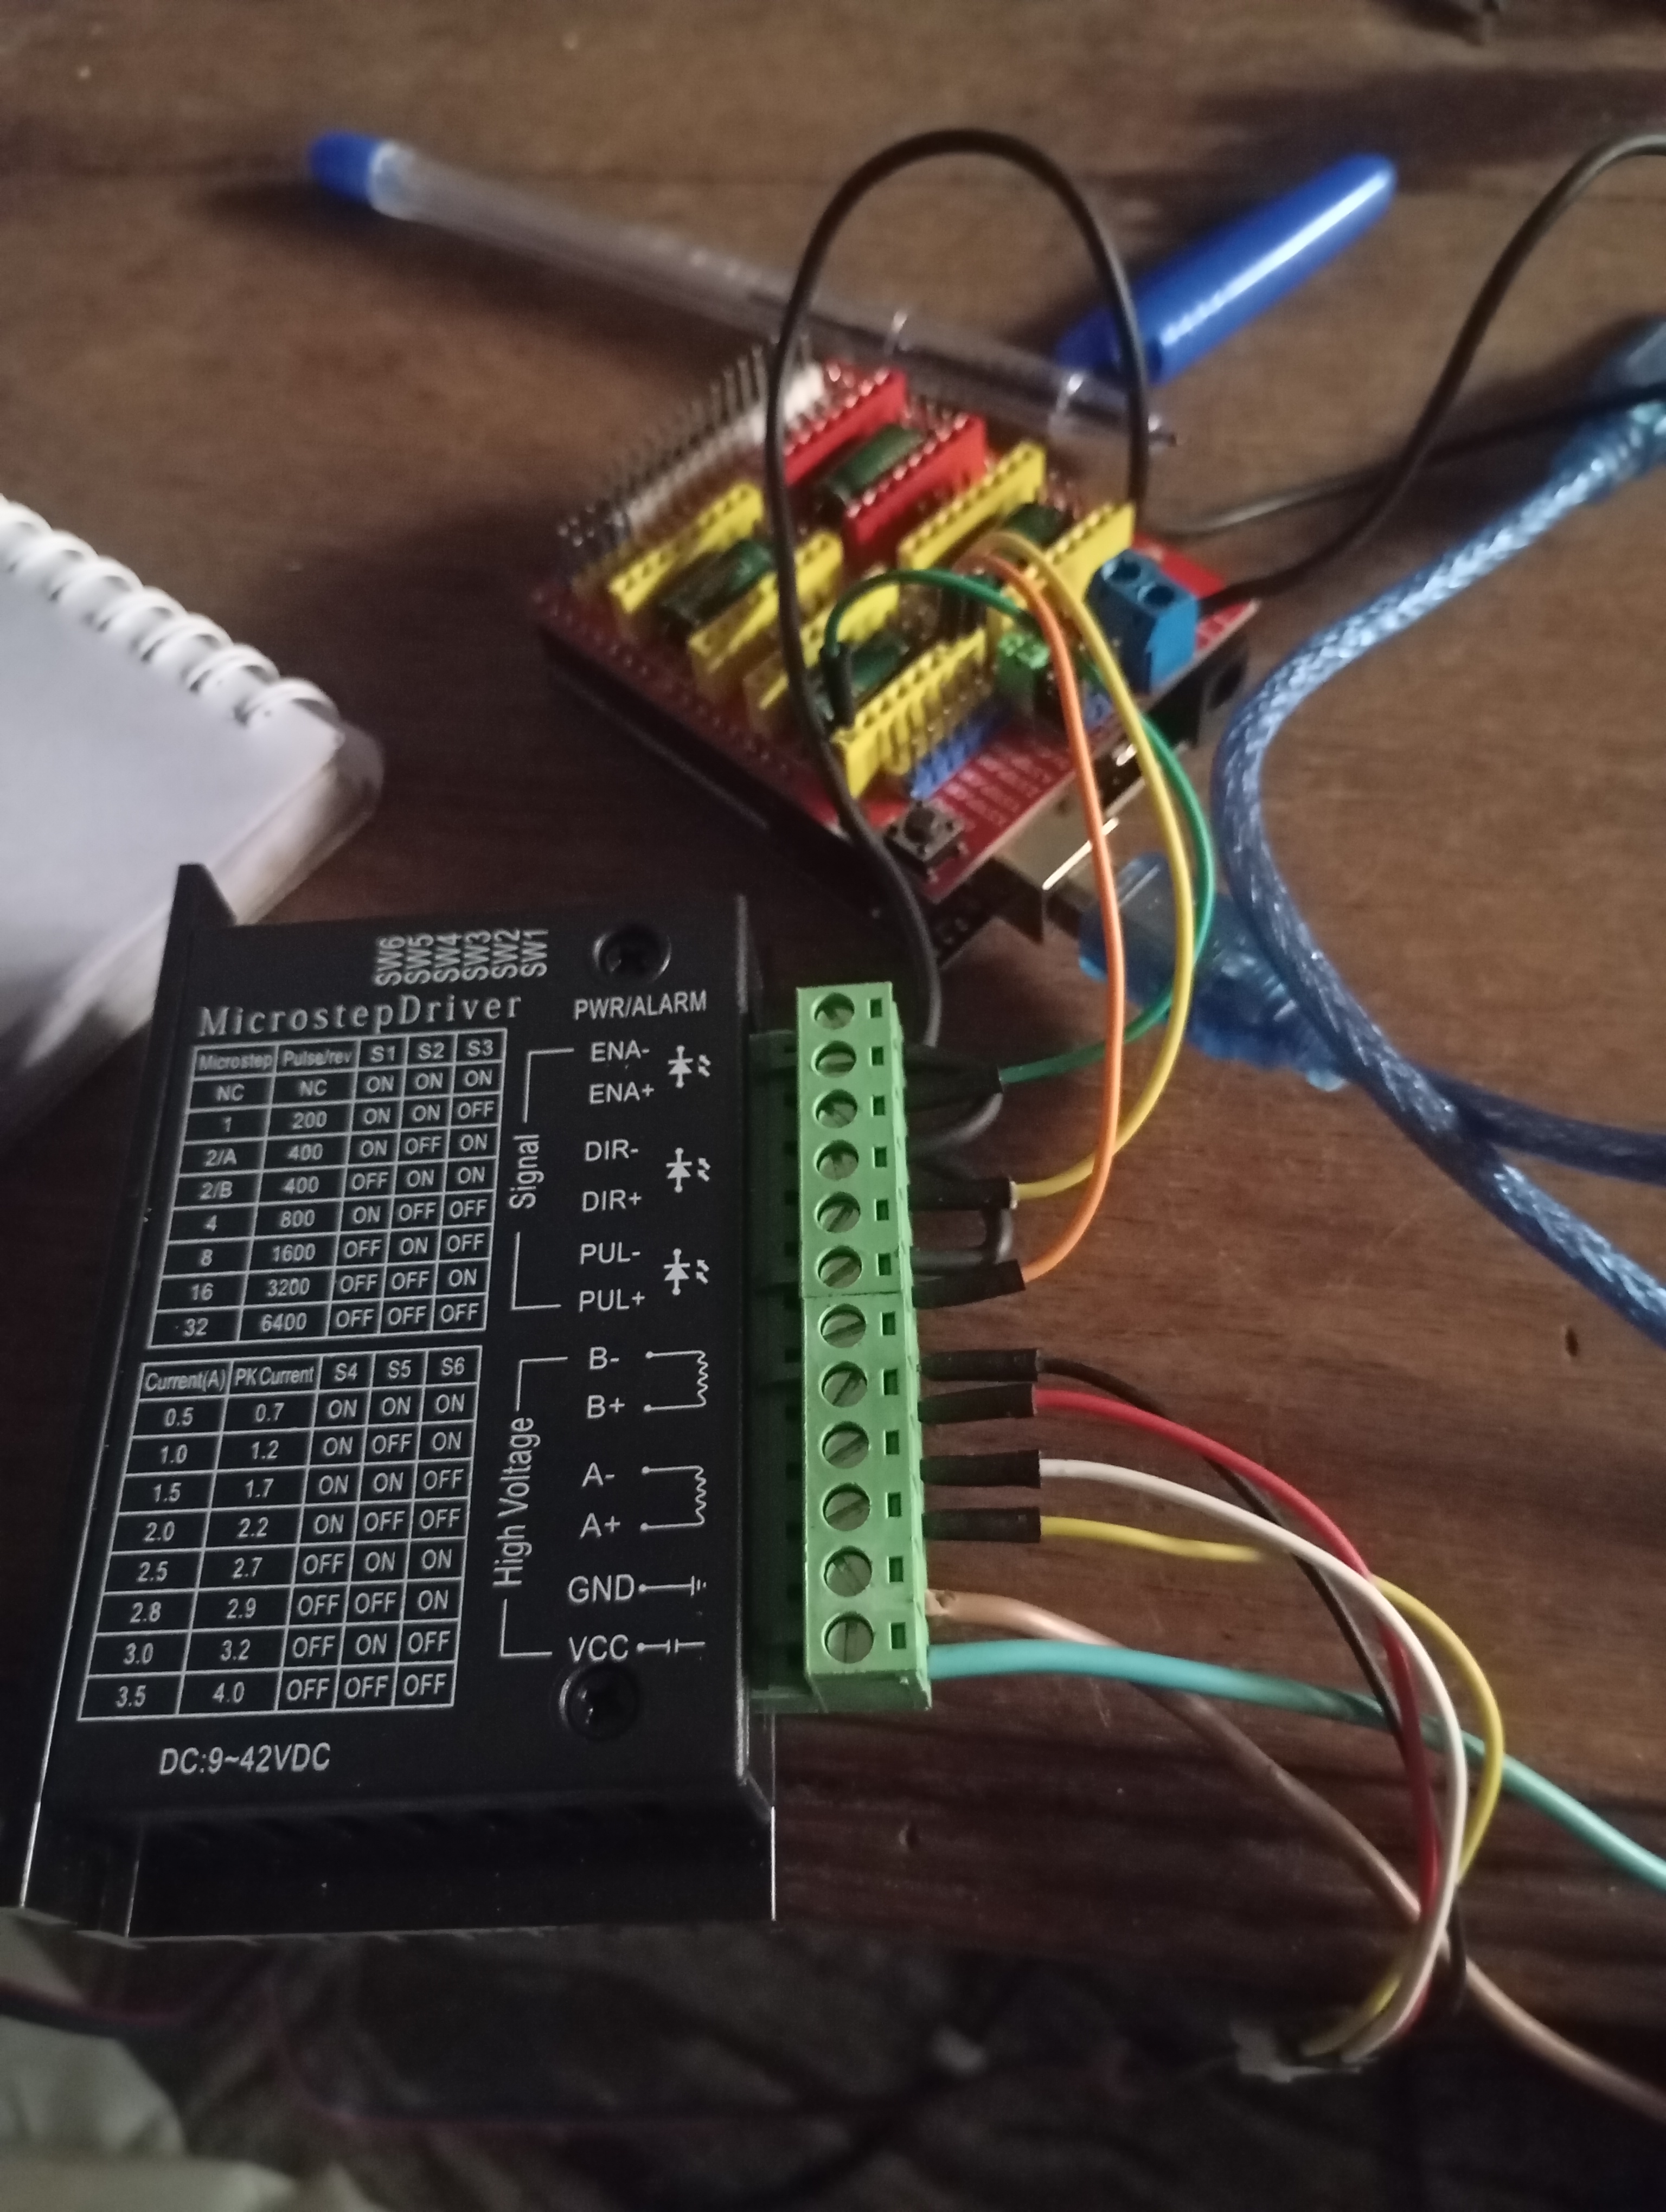 SW6
SW5
SW4
SW3
SW2
SW1
MicrostepDriver
PWR/ALARM
Microstep Pulse/rev S1 S2 S3
NC NC ON ON ON
1 200 ON ON OFF
2/A 400 ON OFF ON
2/B 400 OFF ON ON
4 800 ON OFF OFF
8 1600 OFF ON OFF
16 3200 OFF OFF ON
32 6400 OFF OFF OFF
Current(A) PK Current S4 S5 S6
0.5 0.7 ON ON ON
1.0 1.2 ON OFF ON
1.5 1.7 ON ON OFF
2.0 2.2 ON OFF OFF
2.5 2.7 OFF ON ON
2.8 2.9 OFF OFF ON
3.0 3.2 OFF ON OFF
3.5 4.0 OFF OFF OFF
DC:9~42VDC
Signal
ENA-
ENA+
DIR-
DIR+
PUL-
PUL+
High Voltage
B-
B+
A-
A+
GND
VCC